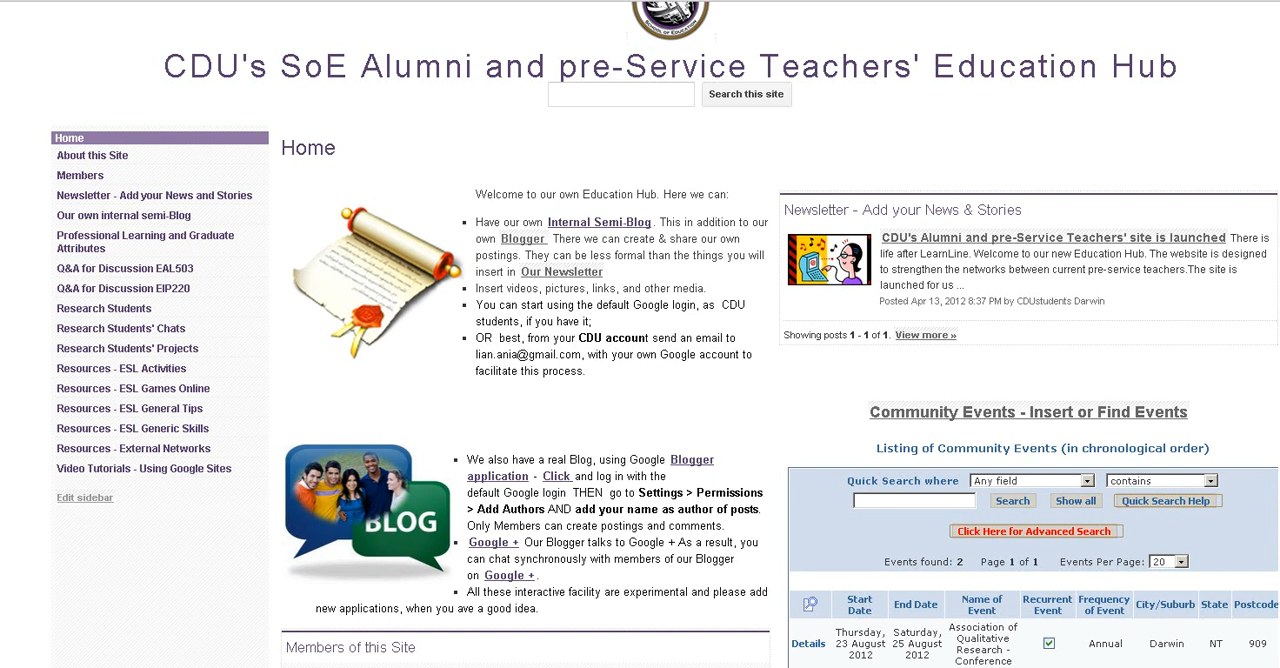 SCHOOL OF EDUCATION
CDU's SoE Alumni and pre-Service Teachers' Education Hub
Search this site
Home
About this Site
Members
Newsletter - Add your News and Stories
Our own internal semi-Blog
Professional Learning and Graduate
Attributes
Q&A for Discussion EAL503
Q&A for Discussion EIP220
Research Students
Research Students' Chats
Research Students' Projects
Resources - ESL Activities
Resources - ESL Games Online
Resources - ESL General Tips
Resources - ESL Generic Skills
Resources - External Networks
Video Tutorials - Using Google Sites
Edit sidebar
Home
Welcome to our own Education Hub. Here we can:
Have our own Internal Semi-Blog. This in addition to our
own Blogger There we can create & share our own
postings. They can be less formal than the things you will
insert in Our Newsletter
Insert videos, pictures, links, and other media.
You can start using the default Google login, as CDU
students, if you have it;
OR best, from your CDU account send an email to
lian.ania@gmail.com, with your own Google account to
facilitate this process.
BLOG
We also have a real Blog, using Google Blogger
application - Click and log in with the
default Google login THEN go to Settings > Permissions
> Add Authors AND add your name as author of posts.
Only Members can create postings and comments.
Google + Our Blogger talks to Google + As a result, you
can chat synchronously with members of our Blogger
on Google +.
All these interactive facility are experimental and please add
new applications, when you ave a good idea.
Members of this Site
Newsletter - Add your News & Stories
CDU's Alumni and pre-Service Teachers' site is launched There is
life after LearnLine. Welcome to our new Education Hub. The website is designed
to strengthen the networks between current pre-service teachers.The site is
launched for us ...
Posted Apr 13, 2012 8:37 PM by CDUstudents Darwin
Showing posts 1 - 1 of 1. View more »
Community Events - Insert or Find Events
Listing of Community Events (in chronological order)
Quick Search where Any field contains
Search Show all Quick Search Help
Click Here for Advanced Search
Events found: 2 Page 1 of 1 Events Per Page: 20
Start Date End Date Name of Event Recurrent Event Frequency of Event City/Suburb State Postcode
Details Thursday, 23 August 2012 Saturday, 25 August 2012 Association of Qualitative Research - Conference Annual Darwin NT 909